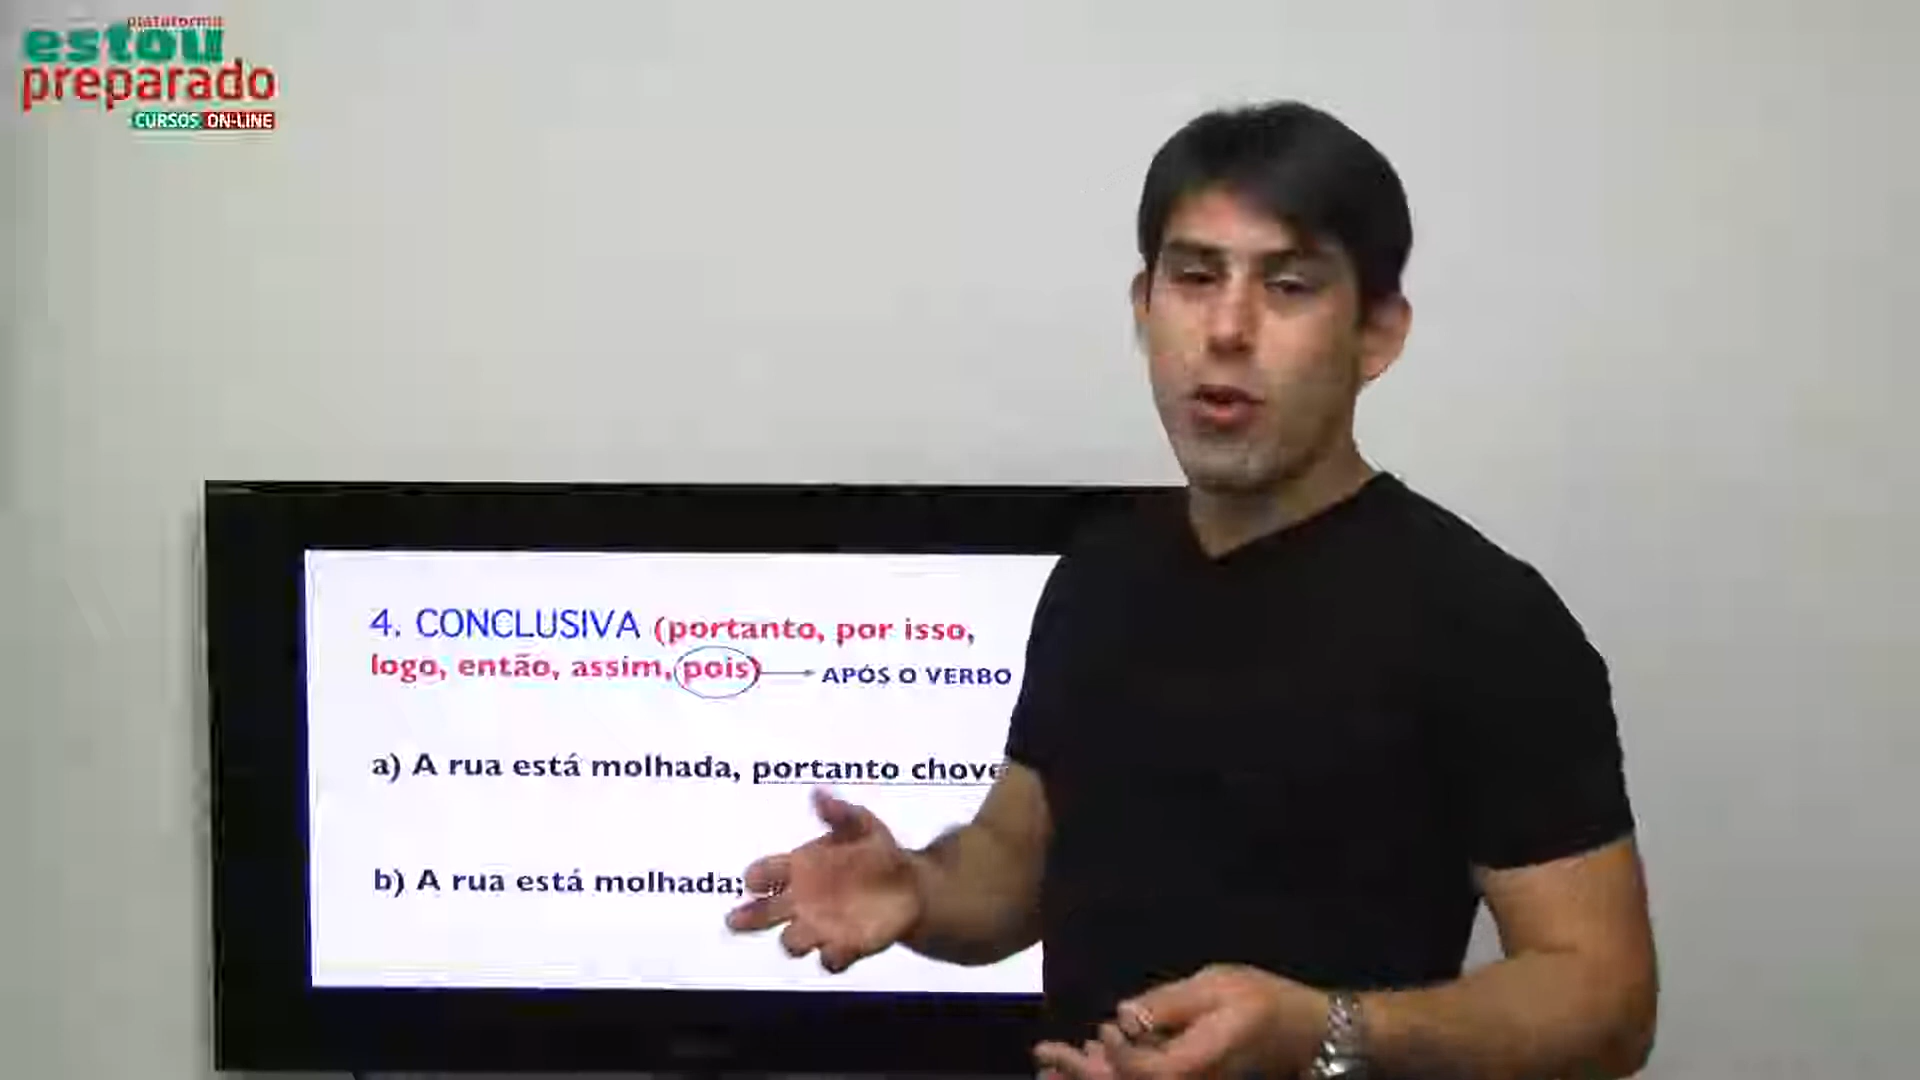 plataforma
estou
preparado
CURSOS ON-LINE
4. CONCLUSIVA (portanto, por isso,
logo, então, assim, pois) APÓS O VERBO
a) A rua está molhada, portanto chove
b) A rua está molhada;